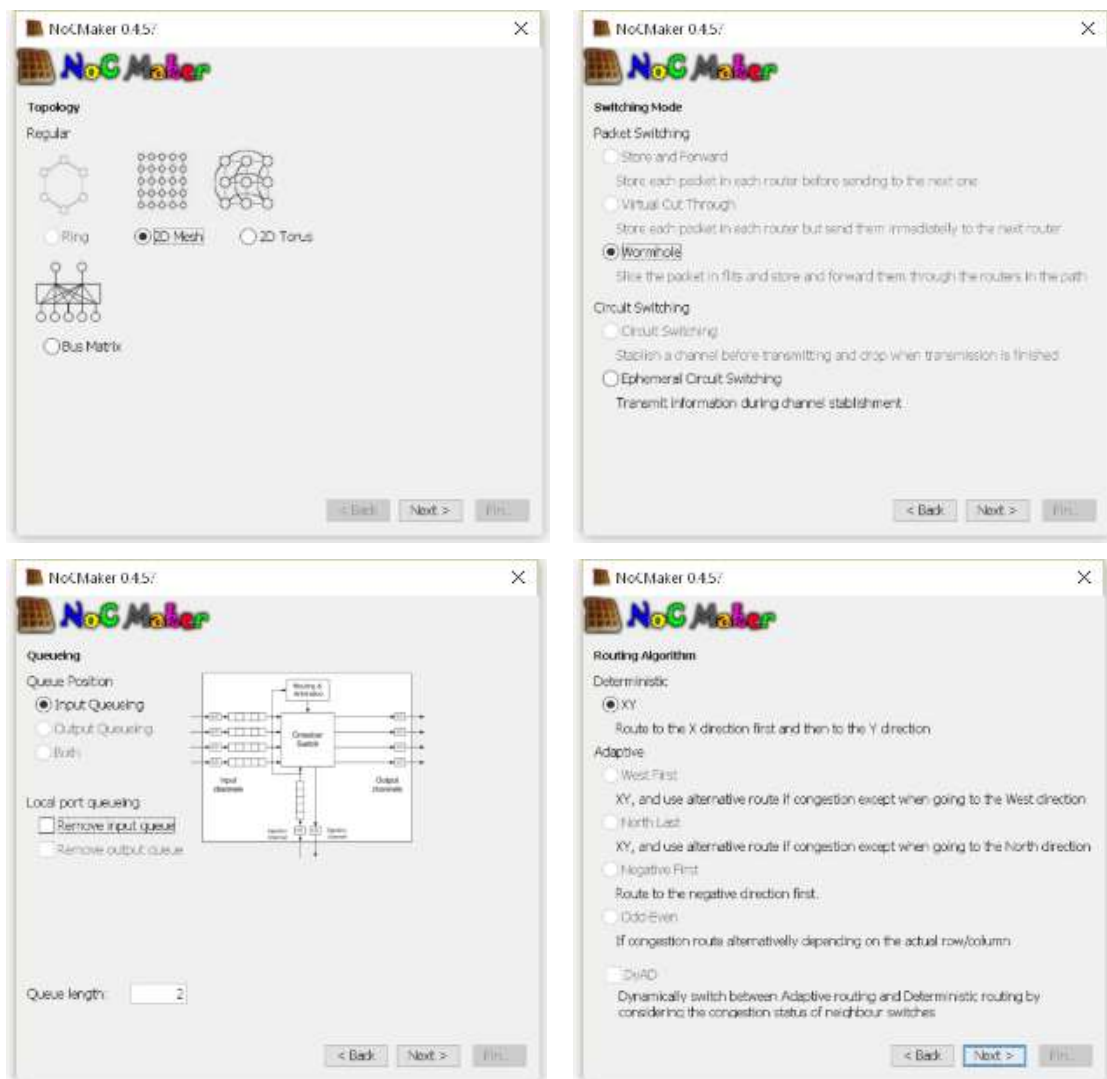 NoCMaker 0.4.57
NoC Maker
Topology
Regular
Ring
2D Mesh
2D Torus
Bus Matrix
< Back
Next >
Fin...
NoCMaker 0.4.57
NoC Maker
Switching Mode
Packet Switching
Store and Forward
Store each packet in each router before sending to the next one
Virtual Cut Through
Store each packet in each router but send them immediatelly to the next router
Wormhole
Slice the packet in flits and store and forward them through the routers in the path
Circuit Switching
Circuit Switching
Stablish a channel before transmitting and drop when transmission is finished
Ephemeral Circuit Switching
Transmit information during channel stablishment
< Back
Next >
Fin...
NoCMaker 0.4.57
NoC Maker
Queueing
Queue Position
Input Queueing
Output Queueing
Both
Routing &
Arbitration
Crossbar
Switch
Input
channels
Output
channels
Local port queueing
Remove input queue
Remove output queue
Queue length:
2
< Back
Next >
Fin...
NoCMaker 0.4.57
NoC Maker
Routing Algorithm
Deterministic
XY
Route to the X direction first and then to the Y direction
Adaptive
West First
XY, and use alternative route if congestion except when going to the West direction
North Last
XY, and use alternative route if congestion except when going to the North direction
Negative First
Route to the negative direction first.
Odd-Even
If congestion route alternativelly depending on the actual row/column
DyAD
Dynamically switch between Adaptive routing and Deterministic routing by
considering the congestion status of neighbour switches
< Back
Next >
Fin...